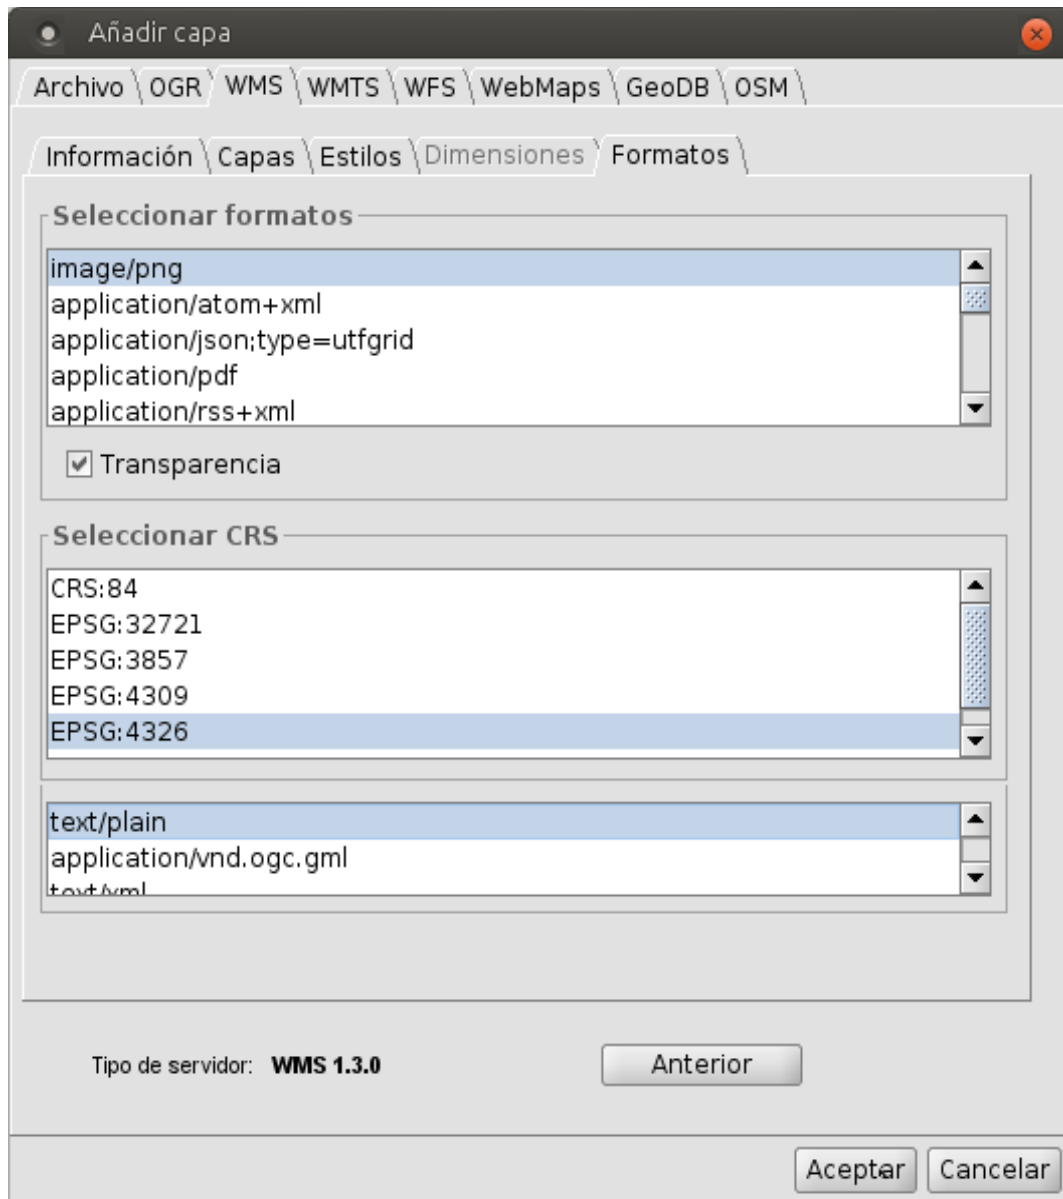 Añadir capa
Archivo OGR WMS WMTS WFS WebMaps GeoDB OSM
Información Capas Estilos Dimensiones Formatos
Seleccionar formatos
image/png
application/atom+xml
application/json;type=utfgrid
application/pdf
application/rss+xml
Transparencia
Seleccionar CRS
CRS:84
EPSG:32721
EPSG:3857
EPSG:4309
EPSG:4326
text/plain
application/vnd.ogc.gml
text/xml
Tipo de servidor: WMS 1.3.0
Anterior
Aceptar Cancelar